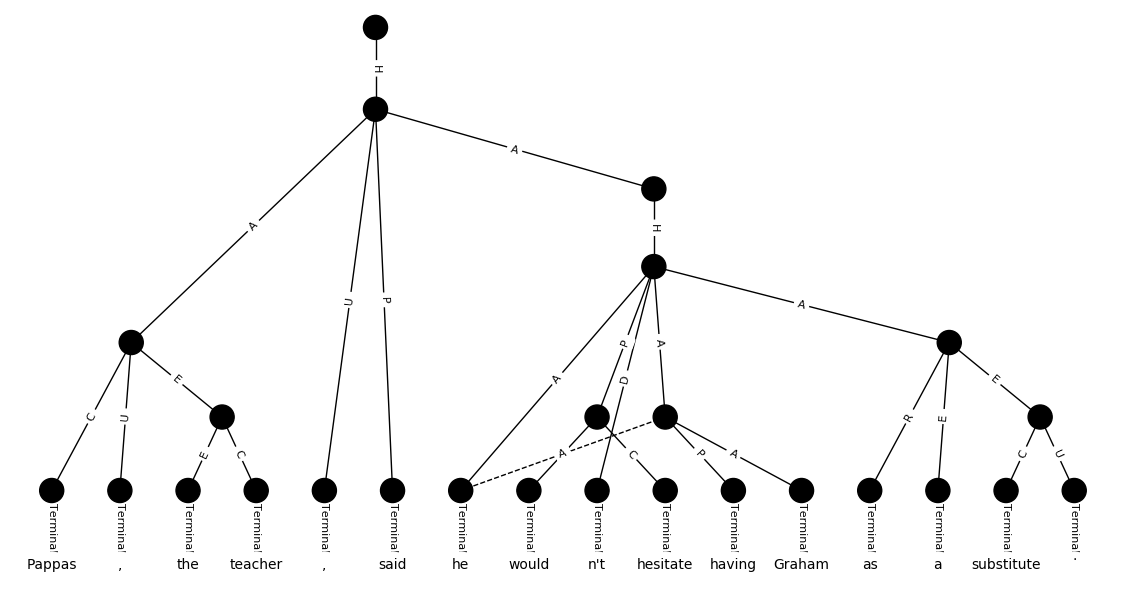 H
A
A
H
U
P
A
A
P
D
A
C
U
E
R
E
E
E
C
A
C
P
A
C
U
Terminal Terminal Terminal Terminal Terminal Terminal Terminal Terminal Terminal Terminal Terminal Terminal Terminal Terminal Terminal Terminal
Pappas , the teacher , said he would n't hesitate having Graham as a substitute .